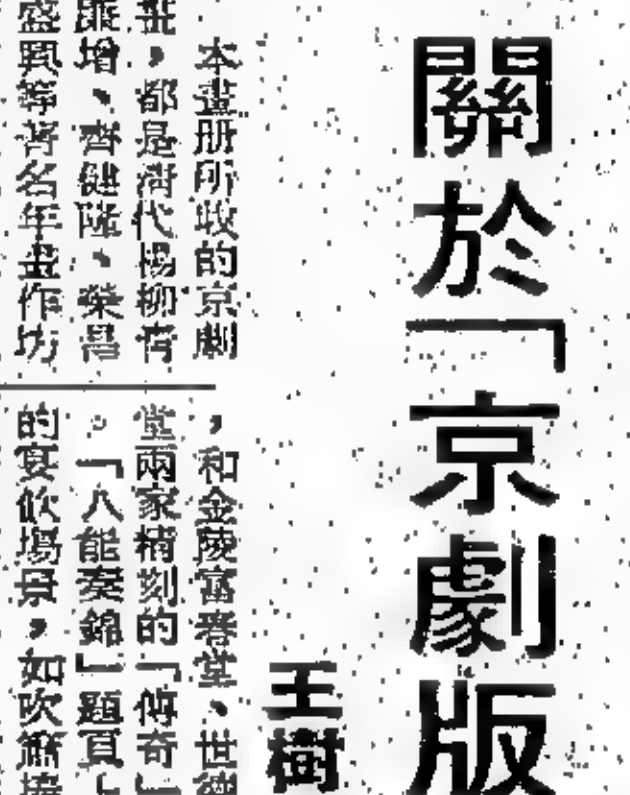 關於「京劇版
王樹
本畫册所收的京劇
都是清代楊柳青
增、齊健隆、榮昌
盛興等著名年畫作坊
，和金陵富春堂、世德
堂兩家精刻的「傳奇」
。「八能奏錦」題頁上
的宴飲場景，如吹簫